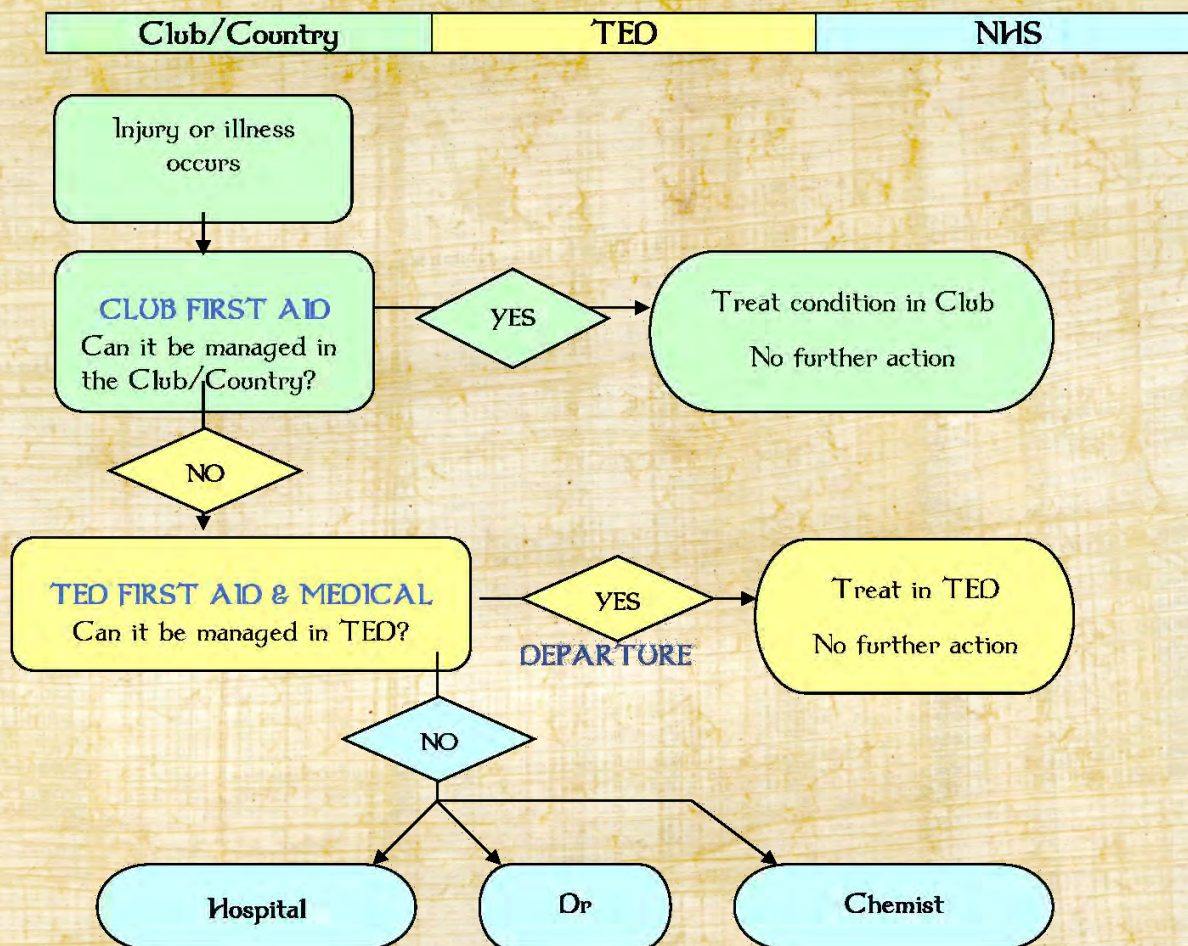 Club/Country
TED
NHS
Injury or illness
occurs
CLUB FIRST AID
Can it be managed in
the Club/Country?
YES
Treat condition in Club
No further action
NO
TED FIRST AID & MEDICAL
Can it be managed in TED?
YES
DEPARTURE
Treat in TED
No further action
NO
Hospital
Dr
Chemist